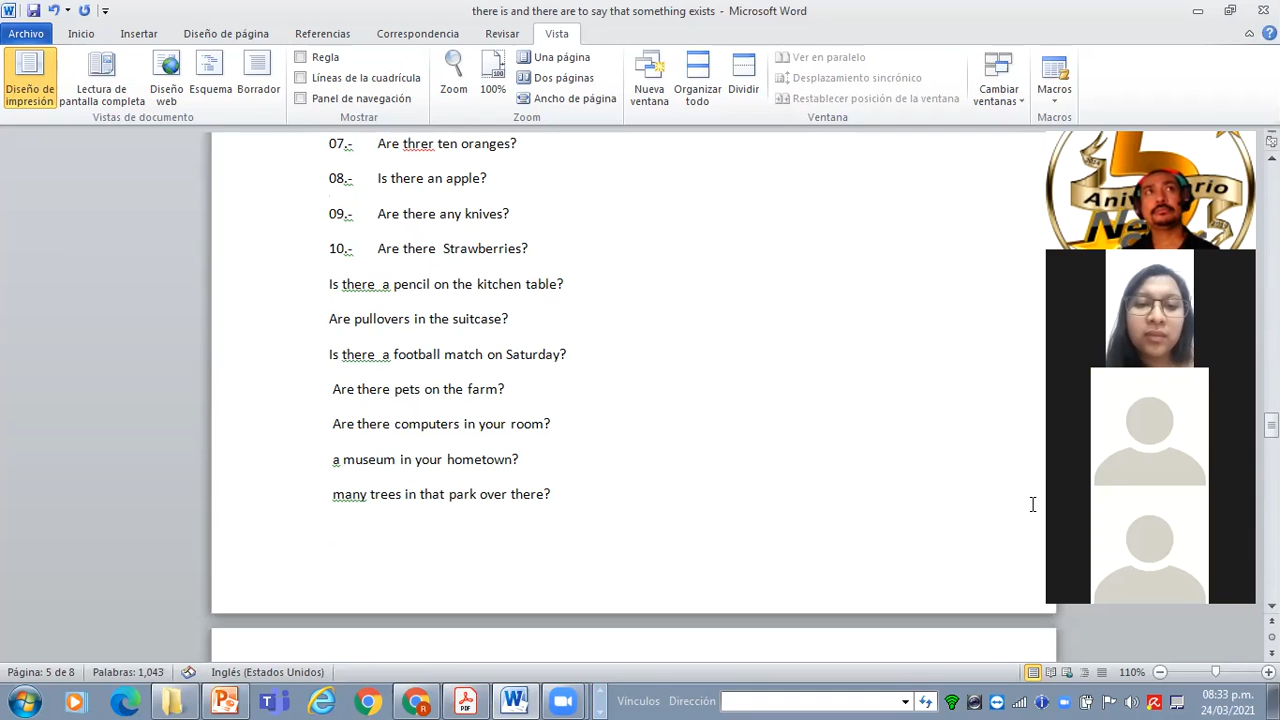 there is and there are to say that something exists - Microsoft Word
Archivo Inicio Insertar Diseño de página Referencias Correspondencia Revisar Vista
Diseño de impresión
Lectura de pantalla completa
Diseño web
Esquema
Borrador
Vistas de documento
Regla
Líneas de la cuadrícula
Panel de navegación
Mostrar
Zoom
100%
Una página
Dos páginas
Ancho de página
Zoom
Nueva ventana
Organizar todo
Dividir
Ver en paralelo
Desplazamiento sincrónico
Restablecer posición de la ventana
Ventana
Cambiar ventanas
Macros
Macros
07.- Are threr ten oranges?
08.- Is there an apple?
09.- Are there any knives?
10.- Are there Strawberries?
Is there a pencil on the kitchen table?
Are pullovers in the suitcase?
Is there a football match on Saturday?
Are there pets on the farm?
Are there computers in your room?
a museum in your hometown?
many trees in that park over there?
5
Página: 5 de 8 Palabras: 1,043 Inglés (Estados Unidos) 110%
Vínculos Dirección
08:33 p.m.
24/03/2021